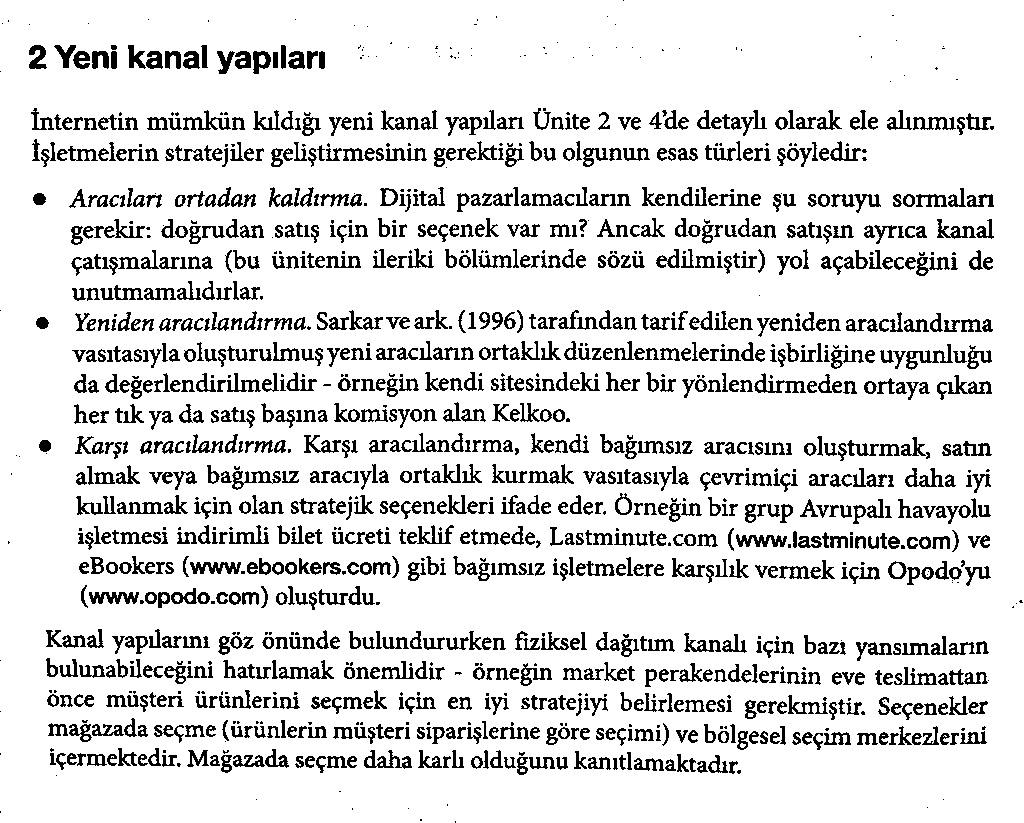 2 Yeni kanal yapıları
İnternetin mümkün kıldığı yeni kanal yapıları Ünite 2 ve 4'de detaylı olarak ele alınmıştır.
İşletmelerin stratejiler geliştirmesinin gerektiği bu olgunun esas türleri şöyledir:
● Aracıları ortadan kaldırma. Dijital pazarlamacıların kendilerine şu soruyu sormaları
gerekir: doğrudan satış için bir seçenek var mı? Ancak doğrudan satışın ayrıca kanal
çatışmalarına (bu ünitenin ileriki bölümlerinde sözü edilmiştir) yol açabileceğini de
unutmamalıdırlar.
● Yeniden aracılandırma. Sarkar ve ark. (1996) tarafından tarif edilen yeniden aracılandırma
vasıtasıyla oluşturulmuş yeni aracıların ortaklık düzenlenmelerinde işbirliğine uygunluğu
da değerlendirilmelidir - örneğin kendi sitesindeki her bir yönlendirmeden ortaya çıkan
her tık ya da satış başına komisyon alan Kelkoo.
● Karşı aracılandırma. Karşı aracılandırma, kendi bağımsız aracısını oluşturmak, satın
almak veya bağımsız aracıyla ortaklık kurmak vasıtasıyla çevrimiçi aracıları daha iyi
kullanmak için olan stratejik seçenekleri ifade eder. Örneğin bir grup Avrupalı havayolu
işletmesi indirimli bilet ücreti teklif etmede, Lastminute.com (www.lastminute.com) ve
eBookers (www.ebookers.com) gibi bağımsız işletmelere karşılık vermek için Opodo'yu
(www.opodo.com) oluşturdu.
Kanal yapılarını göz önünde bulundururken fiziksel dağıtım kanalı için bazı yansımaların
bulunabileceğini hatırlamak önemlidir - örneğin market perakendelerinin eve teslimattan
önce müşteri ürünlerini seçmek için en iyi stratejiyi belirlemesi gerekmiştir. Seçenekler
mağazada seçme (ürünlerin müşteri siparişlerine göre seçimi) ve bölgesel seçim merkezlerini
içermektedir. Mağazada seçme daha karlı olduğunu kanıtlamaktadır.